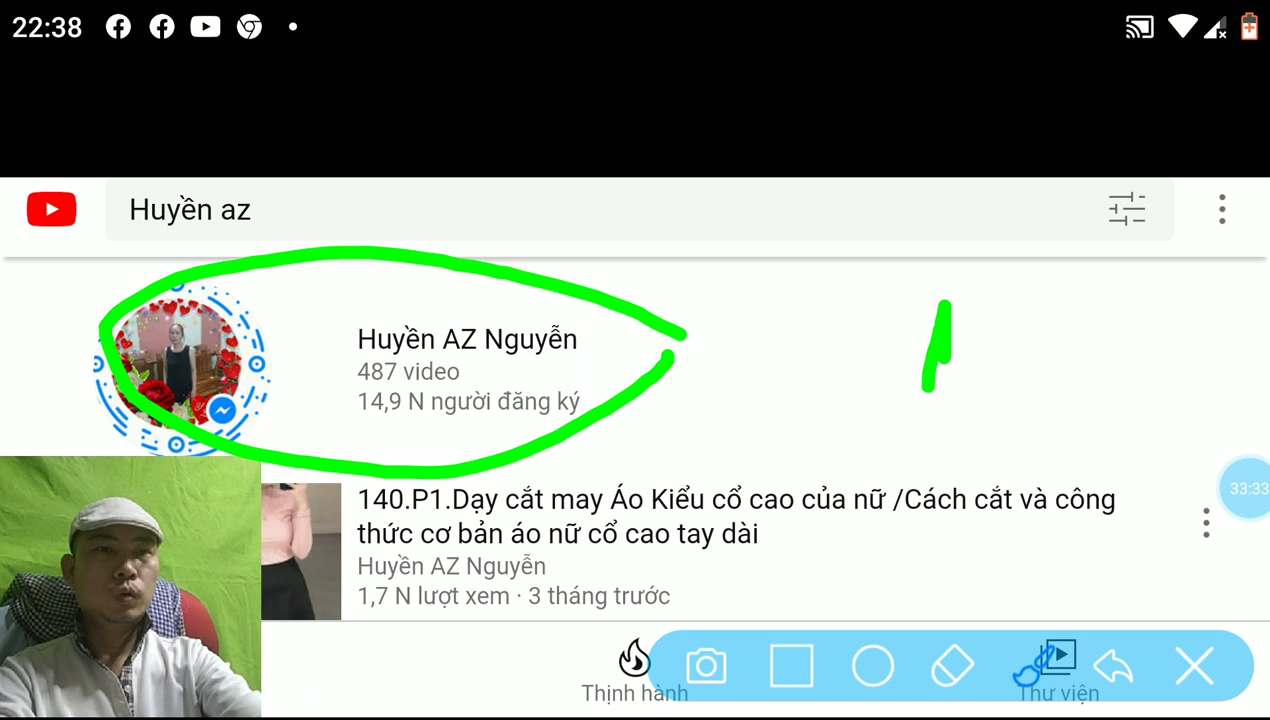 22:38
Huyền az
Huyền AZ Nguyễn
487 video
14,9 N người đăng ký
140.P1.Dạy cắt may Áo Kiểu cổ cao của nữ /Cách cắt và công
thức cơ bản áo nữ cổ cao tay dài
Huyền AZ Nguyễn
1,7 N lượt xem · 3 tháng trước
33:33
Thịnh hành
Thư viện